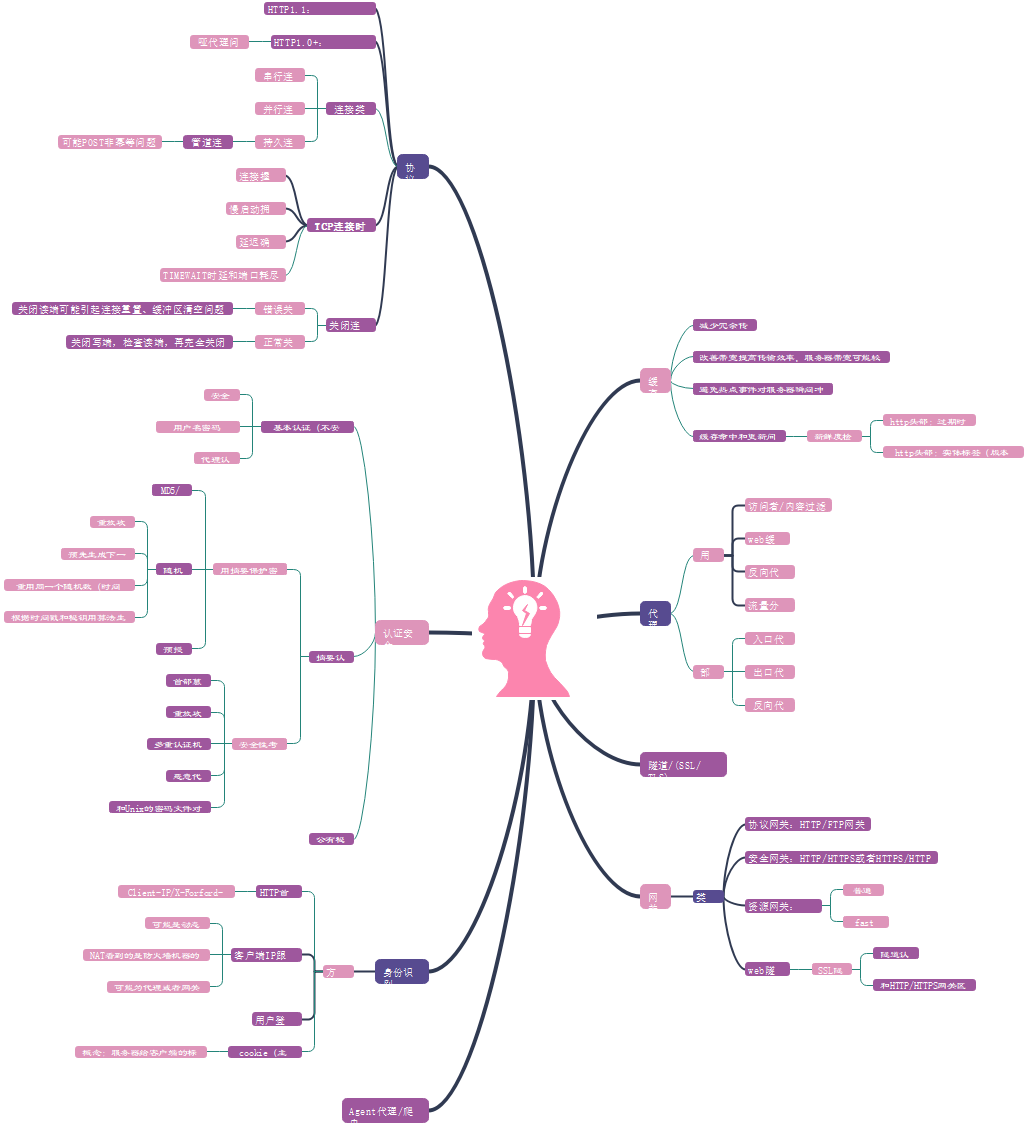 HTTP1.1:
哑代理问
HTTP1.0+:
串行连
并行连
连接类
可能POST非幂等问题
管道连
持久连
协
连接握
慢启动拥
延迟确
TCP连接时
TIMEWAIT时延和端口耗尽
关闭读端可能引起连接重置、缓冲区清空问题
错误关
关闭连
关闭写端，检查读端，再完全关闭
正常关
安全
用户名密码
基本认证（不安
代理认
MD5/
重放攻
预先生成下一
随机
用摘要保护密
重用同一个随机数（时间
根据时间戳和秘钥用算法生
预授
认证安
摘要认
首部篡
重放攻
多重认证机
安全性考
恶意代
和Unix的密码文件对
公有秘
Client-IP/X-Forford-
HTTP首
可能是动态
NAT看到的是防火墙机器的
客户端IP跟
可能为代理或者网关
方
身份识
用户登
概念：服务器给客户端的标
cookie（主
Agent代理/爬
减少冗余传
改善带宽提高传输效率，服务器带宽可能较
缓
避免热点事件对服务器瞬间冲
缓存命中和更新问
新鲜度检
http头部：过期时
http头部：实体标签（版本
访问者/内容过滤
web缓
用
反向代
流量分
代
入口代
部
出口代
反向代
隧道/(SSL/
TLS)
协议网关：HTTP/FTP网关
安全网关：HTTP/HTTPS或者HTTPS/HTTP
网
类
资源网关：
普通
fast
web隧
SSL隧
隧道认
和HTTP/HTTPS网关区